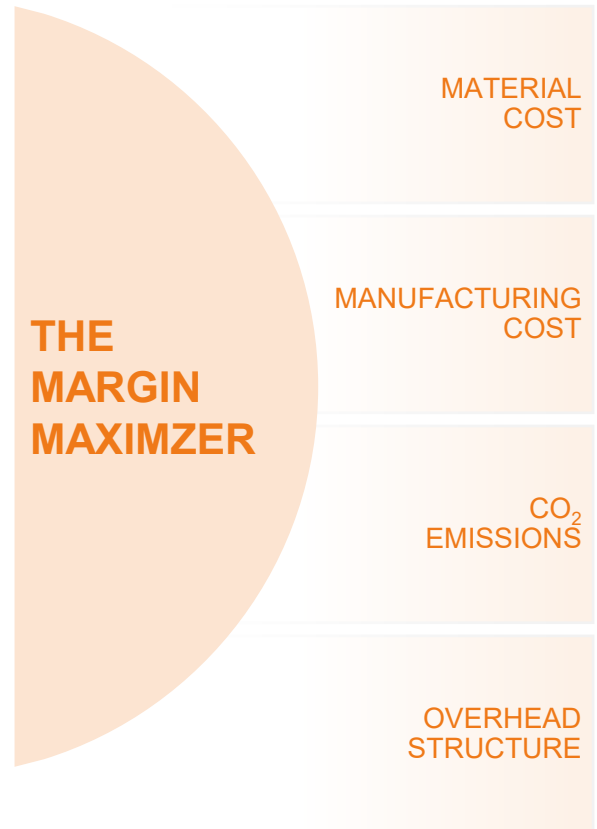 THE
MARGIN
MAXIMZER
MATERIAL
COST
MANUFACTURING
COST
CO₂
EMISSIONS
OVERHEAD
STRUCTURE